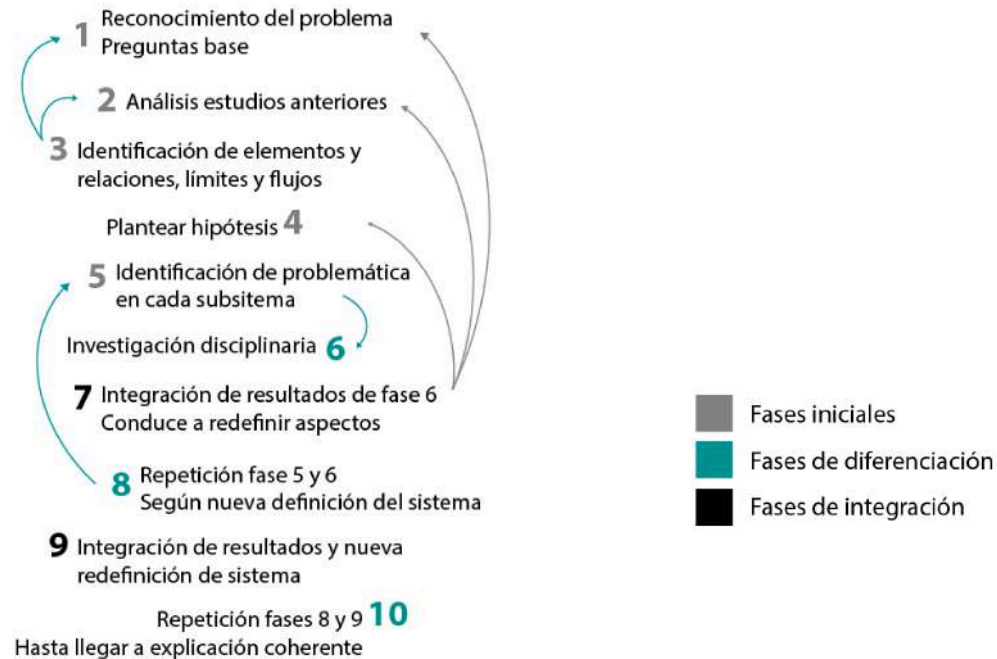 1 Reconocimiento del problema
Preguntas base
2 Análisis estudios anteriores
3 Identificación de elementos y
relaciones, límites y flujos
Plantear hipótesis 4
5 Identificación de problemática
en cada subsitema
Investigación disciplinaria 6
7 Integración de resultados de fase 6
Conduce a redefinir aspectos
8 Repetición fase 5 y 6
Según nueva definición del sistema
9 Integración de resultados y nueva
redefinición de sistema
Repetición fases 8 y 9 10
Hasta llegar a explicación coherente
Fases iniciales
Fases de diferenciación
Fases de integración